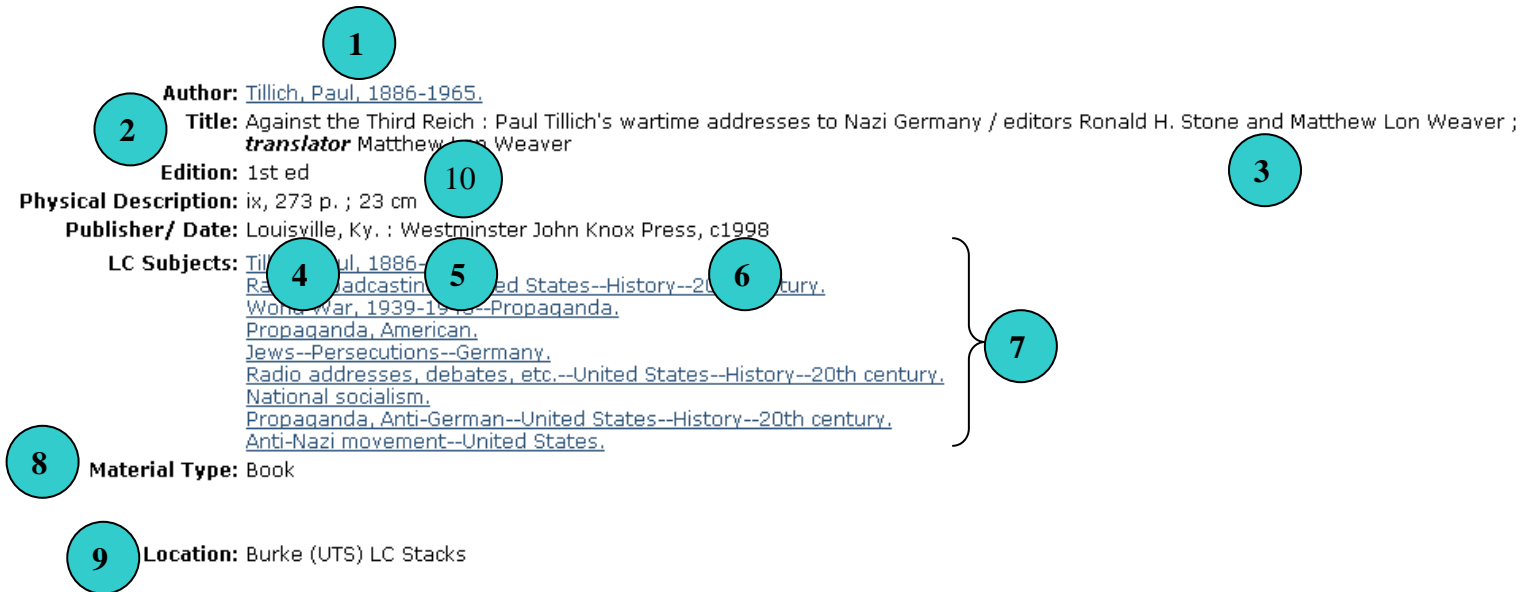 1
Author: Tillich, Paul, 1886-1965.
2
Title: Against the Third Reich : Paul Tillich's wartime addresses to Nazi Germany / editors Ronald H. Stone and Matthew Lon Weaver ;
translator Matthew Weaver
3
Edition: 1st ed
10
Physical Description: ix, 273 p. ; 23 cm
Publisher/ Date: Louisville, Ky. : Westminster John Knox Press, c1998
LC Subjects: 1886-
4
5
6
States--History--
World War, 1939- --Propaganda.
Propaganda, American.
7
Jews--Persecutions--Germany.
Radio addresses, debates, etc.--United States--History--20th century.
National socialism.
Propaganda, Anti-German--United States--History--20th century.
Anti-Nazi movement--United States.
8
Material Type: Book
9
Location: Burke (UTS) LC Stacks